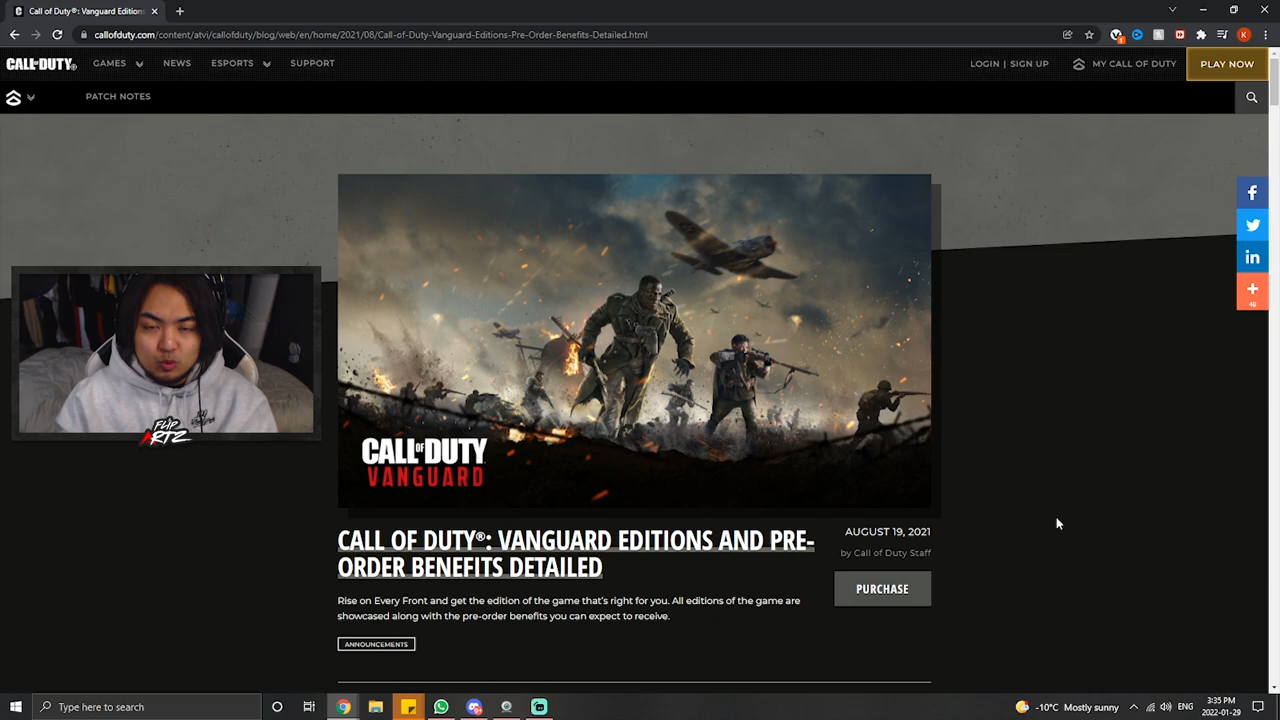 Call of Duty®: Vanguard Editions
callofduty.com/content/atvi/callofduty/blog/web/en/home/2021/08/Call-of-Duty-Vanguard-Editions-Pre-Order-Benefits-Detailed.html
K
CALL OF DUTY®
GAMES
NEWS
ESPORTS
SUPPORT
LOGIN | SIGN UP
MY CALL OF DUTY
PLAY NOW
PATCH NOTES
49
FLIP
ARTZ
CALL OF DUTY
VANGUARD
CALL OF DUTY®: VANGUARD EDITIONS AND PRE-
ORDER BENEFITS DETAILED
AUGUST 19, 2021
by Call of Duty Staff
PURCHASE
Rise on Every Front and get the edition of the game that's right for you. All editions of the game are
showcased along with the pre-order benefits you can expect to receive.
ANNOUNCEMENTS
Type here to search
-10°C Mostly sunny
ENG
3:35 PM
2022-01-29